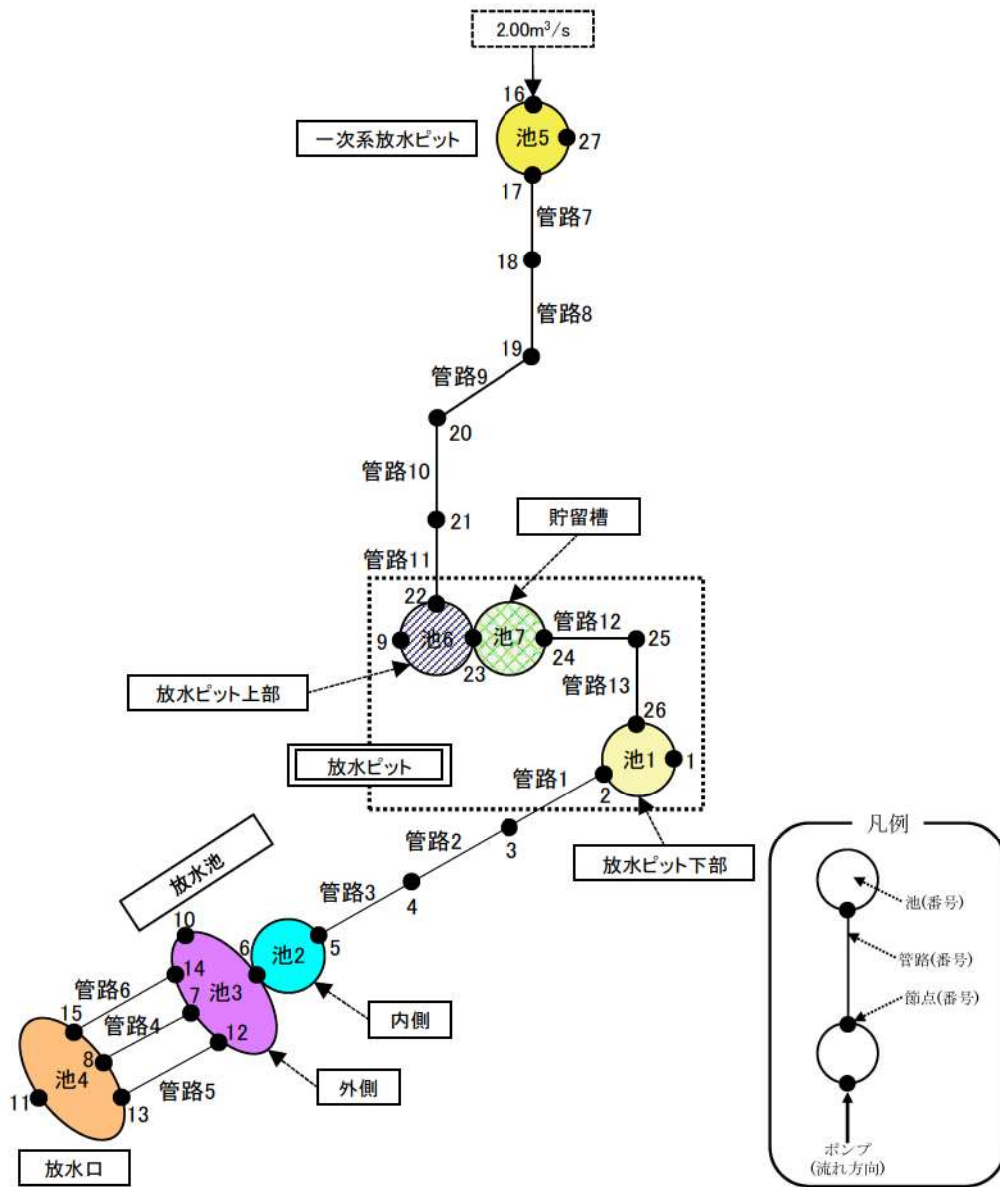 2.00m³/s
16
一次系放水ピット
池5
27
17
管路7
18
管路8
19
管路9
20
管路10
21
貯留槽
管路11
22
管路12
9
池6
池7
25
23
24
放水ピット上部
管路13
26
放水ピット
池1
1
管路1
2
3
放水ピット下部
管路2
放水池
管路3
4
10
5
6
池2
14
池3
管路6
7
内側
15
管路4
12
8
池4
管路5
外側
11
13
放水口
凡例
池(番号)
管路(番号)
節点(番号)
ポンプ
(流れ方向)